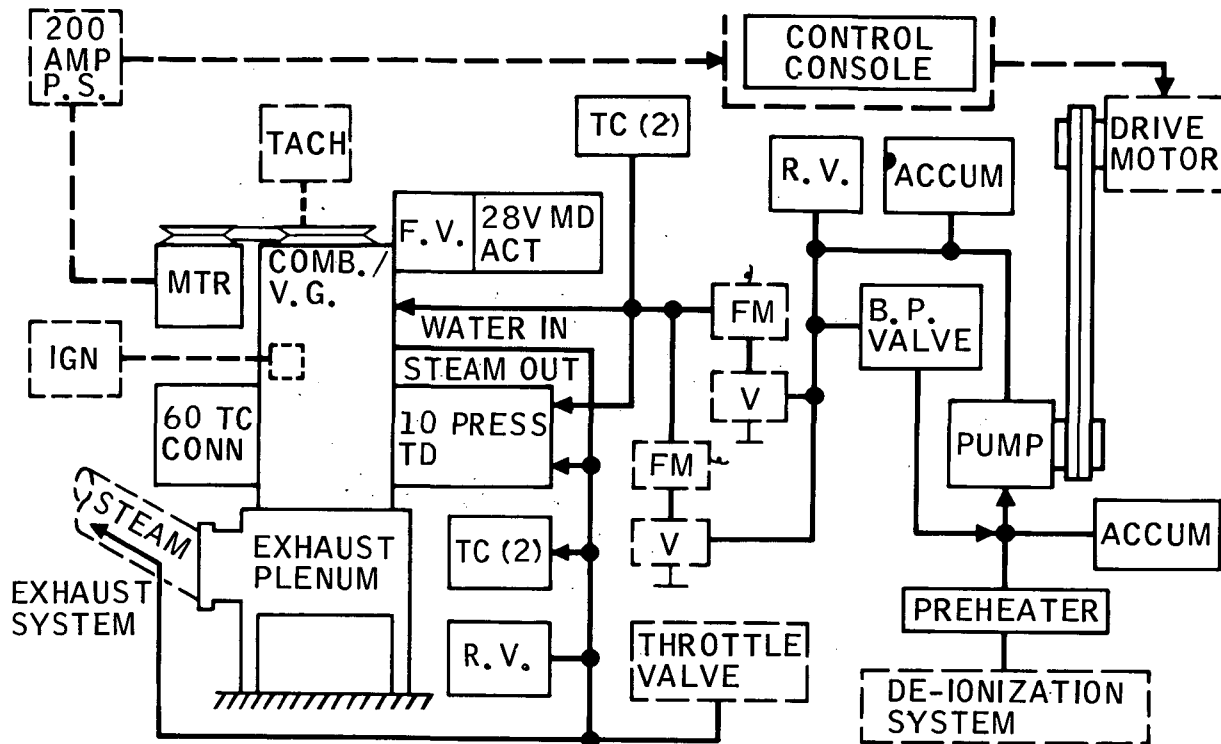 200
AMP
P.S.
CONTROL
CONSOLE
TACH
TC (2)
DRIVE
MOTOR
R.V.
ACCUM
F.V.
28V MD
ACT
MTR
COMB./
V.G.
FM
B.P.
VALVE
WATER IN
IGN
STEAM OUT
V
60 TC
CONN
10 PRESS
TD
PUMP
FM
STEAM
EXHAUST
PLENUM
TC (2)
V
ACCUM
EXHAUST
SYSTEM
PREHEATER
R.V.
THROTTLE
VALVE
DE-IONIZATION
SYSTEM